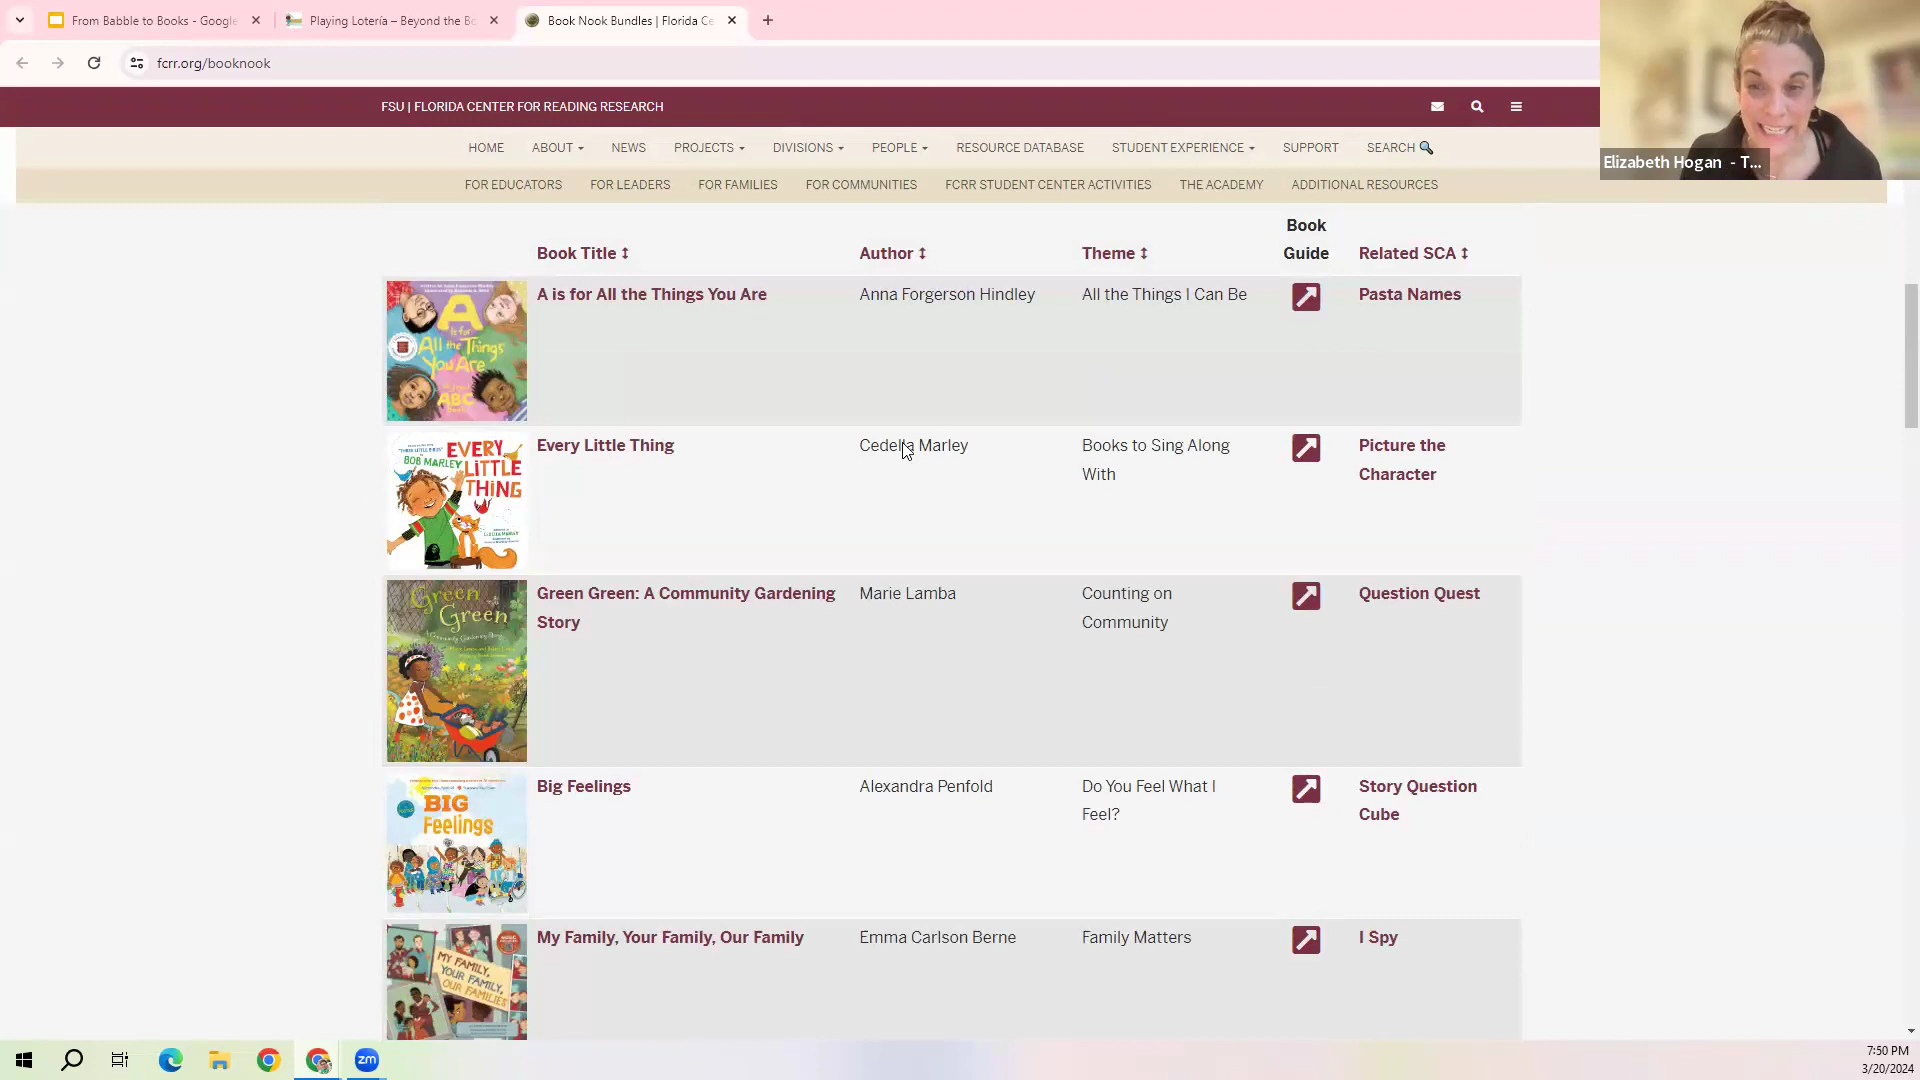 From Babble to Books - Google
Playing Lotería – Beyond the Bo
Book Nook Bundles | Florida Ce
fcrr.org/booknook
FSU | FLORIDA CENTER FOR READING RESEARCH
HOME ABOUT NEWS PROJECTS DIVISIONS PEOPLE RESOURCE DATABASE STUDENT EXPERIENCE SUPPORT SEARCH
FOR EDUCATORS FOR LEADERS FOR FAMILIES FOR COMMUNITIES FCRR STUDENT CENTER ACTIVITIES THE ACADEMY ADDITIONAL RESOURCES
Elizabeth Hogan - T...
Book Title Author Theme Book Guide Related SCA
A is for All the Things You Are
Anna Forgerson Hindley
All the Things I Can Be
Pasta Names
A
is for
All the Things
You Are
ABC
Every Little Thing
Cedella Marley
Books to Sing Along
With
Picture the
Character
BOB MARLEY
EVERY
LITTLE
THING
Green Green: A Community Gardening
Story
Marie Lamba
Counting on
Community
Question Quest
Green
Green
Big Feelings
Alexandra Penfold
Do You Feel What I
Feel?
Story Question
Cube
BIG
Feelings
My Family, Your Family, Our Family
Emma Carlson Berne
Family Matters
I Spy
MY FAMILY,
YOUR FAMILY,
OUR FAMILIES
zm
7:50 PM
3/20/2024